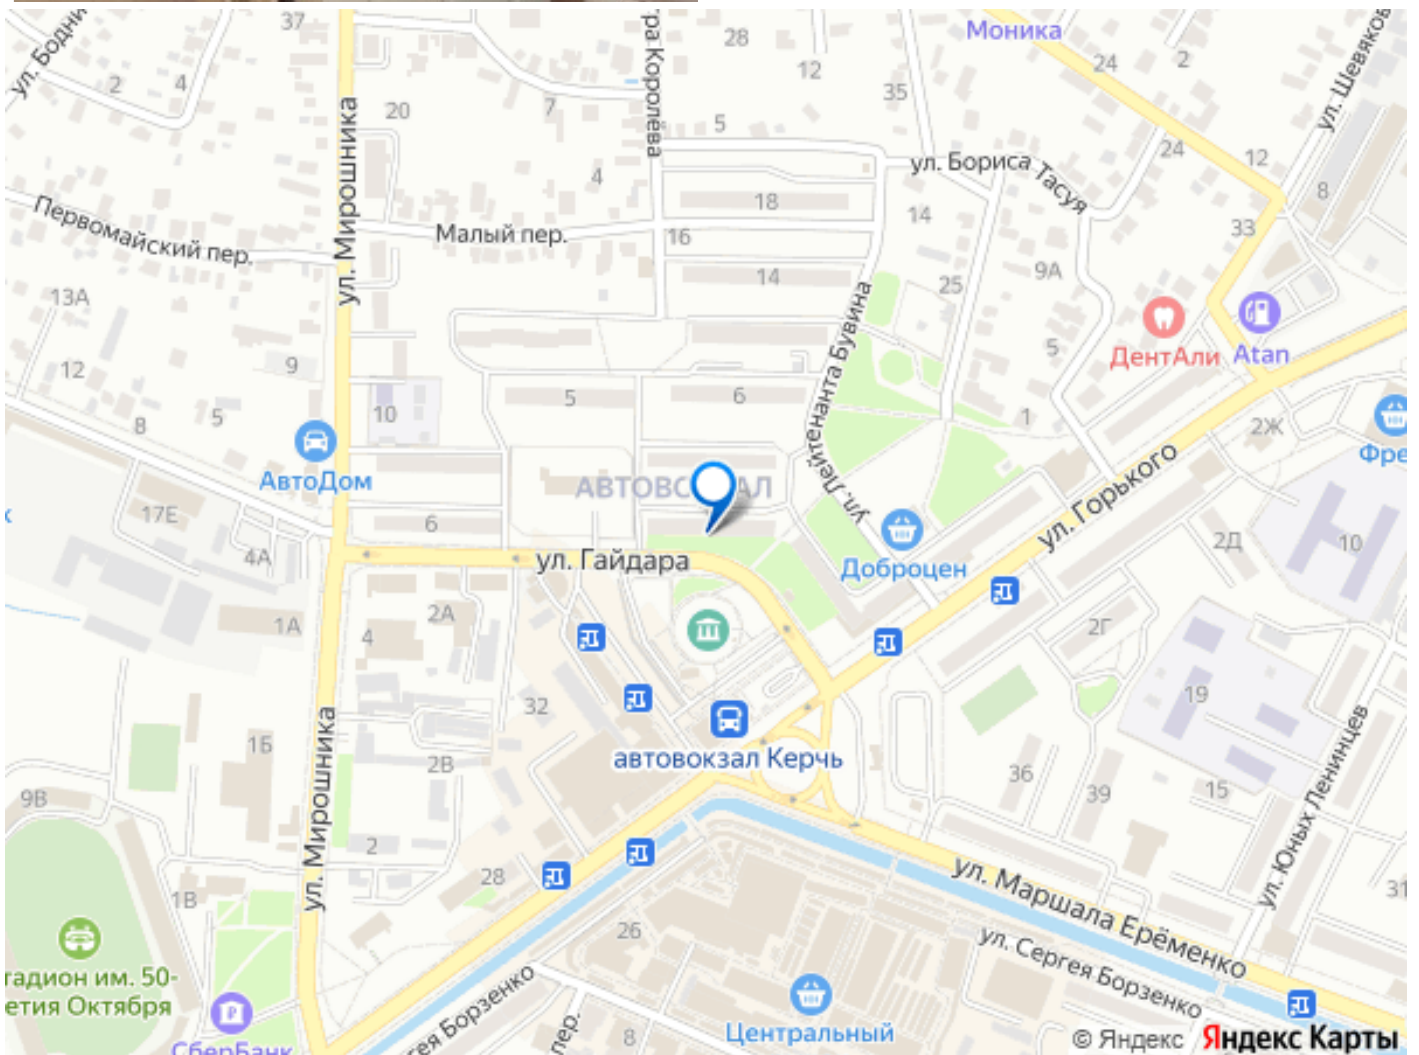 37
ул. Бодни
2
4
20
ул. Мирошника
7
ра Королева
28
12
5
4
35
Моника
24
2
ул. Шевяков
ул. Бориса Тасуя
24
12
8
33
18
14
Первомайский пер.
Малый пер.
16
14
25
9А
13А
9
12
5
8
10
5
6
ул. Лейтенанта Бувина
5
1
ДентАли
Atan
2Ж
Фре
АвтоДом
17Е
6
4А
АВТОВОКЗАЛ
ул. Гайдара
Доброцен
ул. Горького
2Д
10
1А
4
2А
2Г
32
19
1Б
2В
автовокзал Керчь
ул. Мирошника
9В
2
36
39
15
ул. Юных Ленинцев
28
1В
26
31
ул. Маршала Ерёменко
ул. Сергея Борзенко
тадион им. 50-
етия Октября
СберБанк
ея Борзенко
пер.
8
Центральный
© Яндекс Яндекс Карты